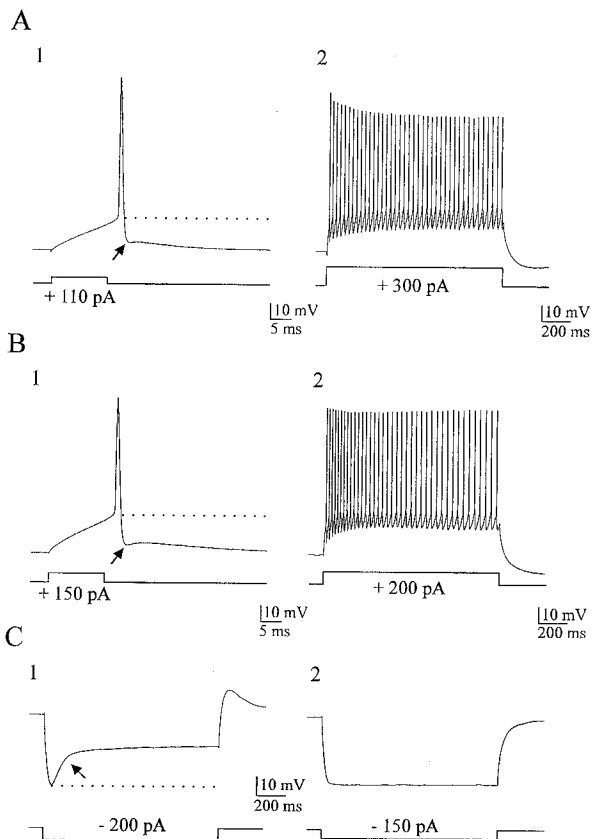 A
1
2
+ 110 pA
10 mV
5 ms
+ 300 pA
10 mV
200 ms
B
1
2
+ 150 pA
10 mV
5 ms
+ 200 pA
10 mV
200 ms
C
1
2
- 200 pA
10 mV
200 ms
- 150 pA